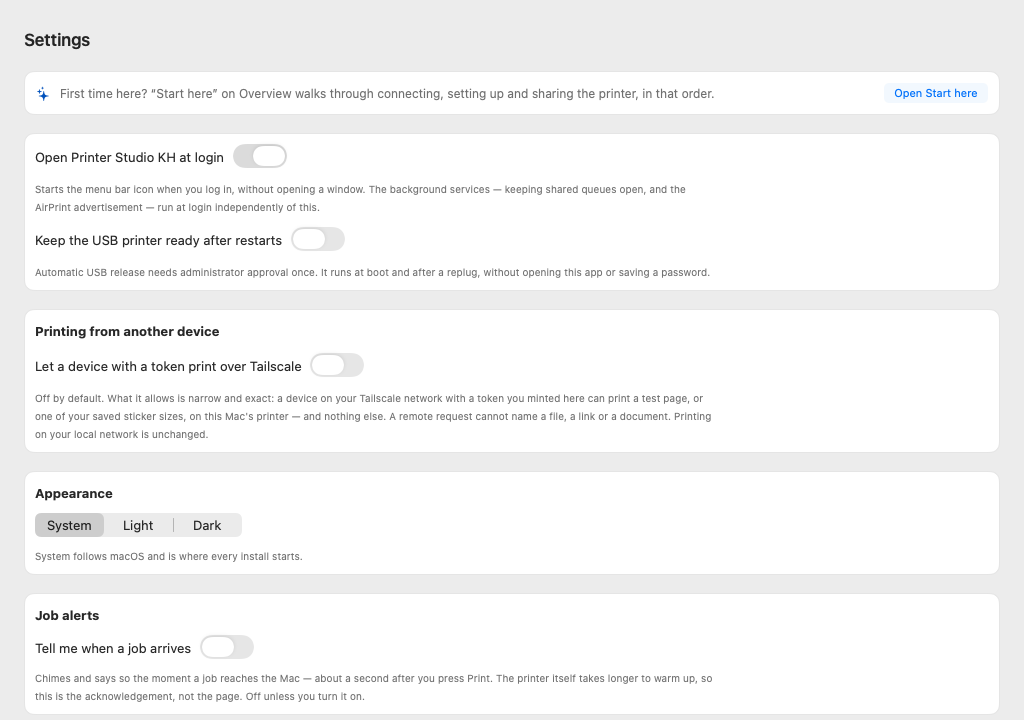 Settings
First time here? “Start here” on Overview walks through connecting, setting up and sharing the printer, in that order.
Open Start here
Open Printer Studio KH at login
Starts the menu bar icon when you log in, without opening a window. The background services — keeping shared queues open, and the
AirPrint advertisement — run at login independently of this.
Keep the USB printer ready after restarts
Automatic USB release needs administrator approval once. It runs at boot and after a replug, without opening this app or saving a password.
Printing from another device
Let a device with a token print over Tailscale
Off by default. What it allows is narrow and exact: a device on your Tailscale network with a token you minted here can print a test page, or
one of your saved sticker sizes, on this Mac's printer — and nothing else. A remote request cannot name a file, a link or a document. Printing
on your local network is unchanged.
Appearance
System Light Dark
System follows macOS and is where every install starts.
Job alerts
Tell me when a job arrives
Chimes and says so the moment a job reaches the Mac — about a second after you press Print. The printer itself takes longer to warm up, so
this is the acknowledgement, not the page. Off unless you turn it on.